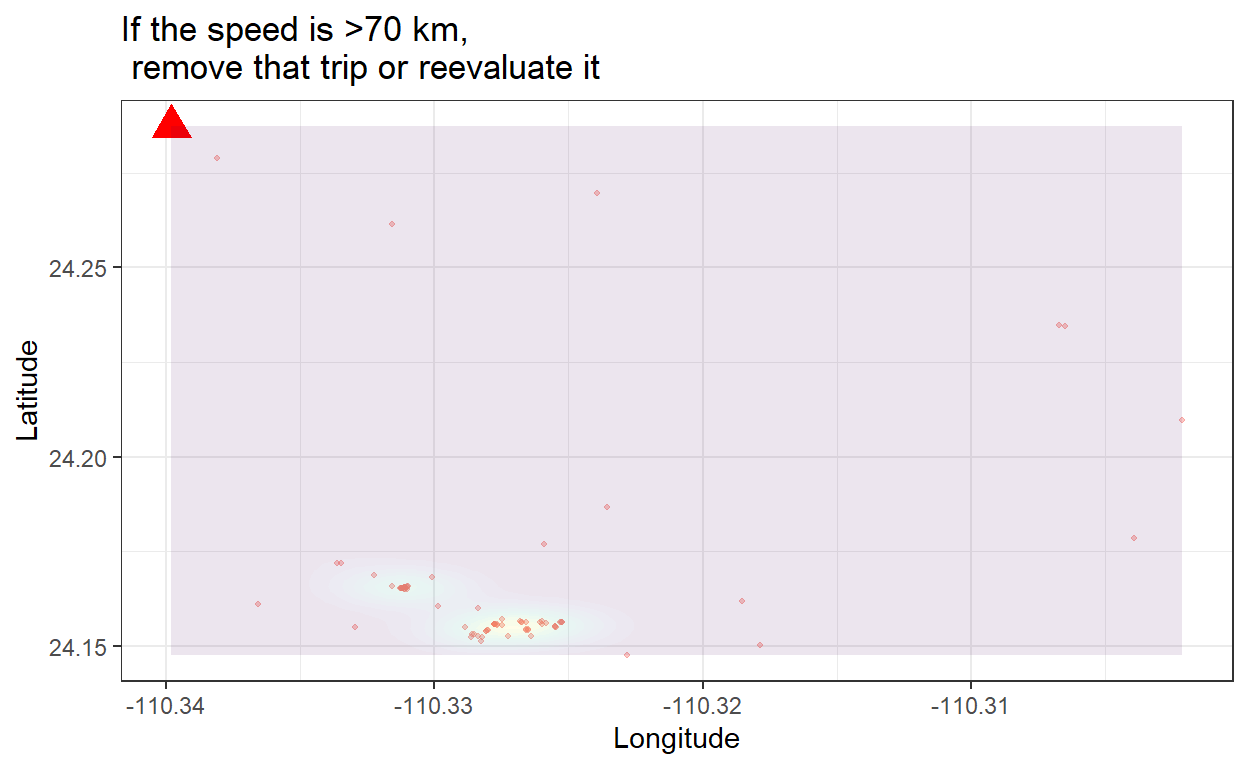 If the speed is >70 km,
remove that trip or reevaluate it
Latitude
24.25
24.20
24.15
-110.34
-110.33
-110.32
-110.31
Longitude